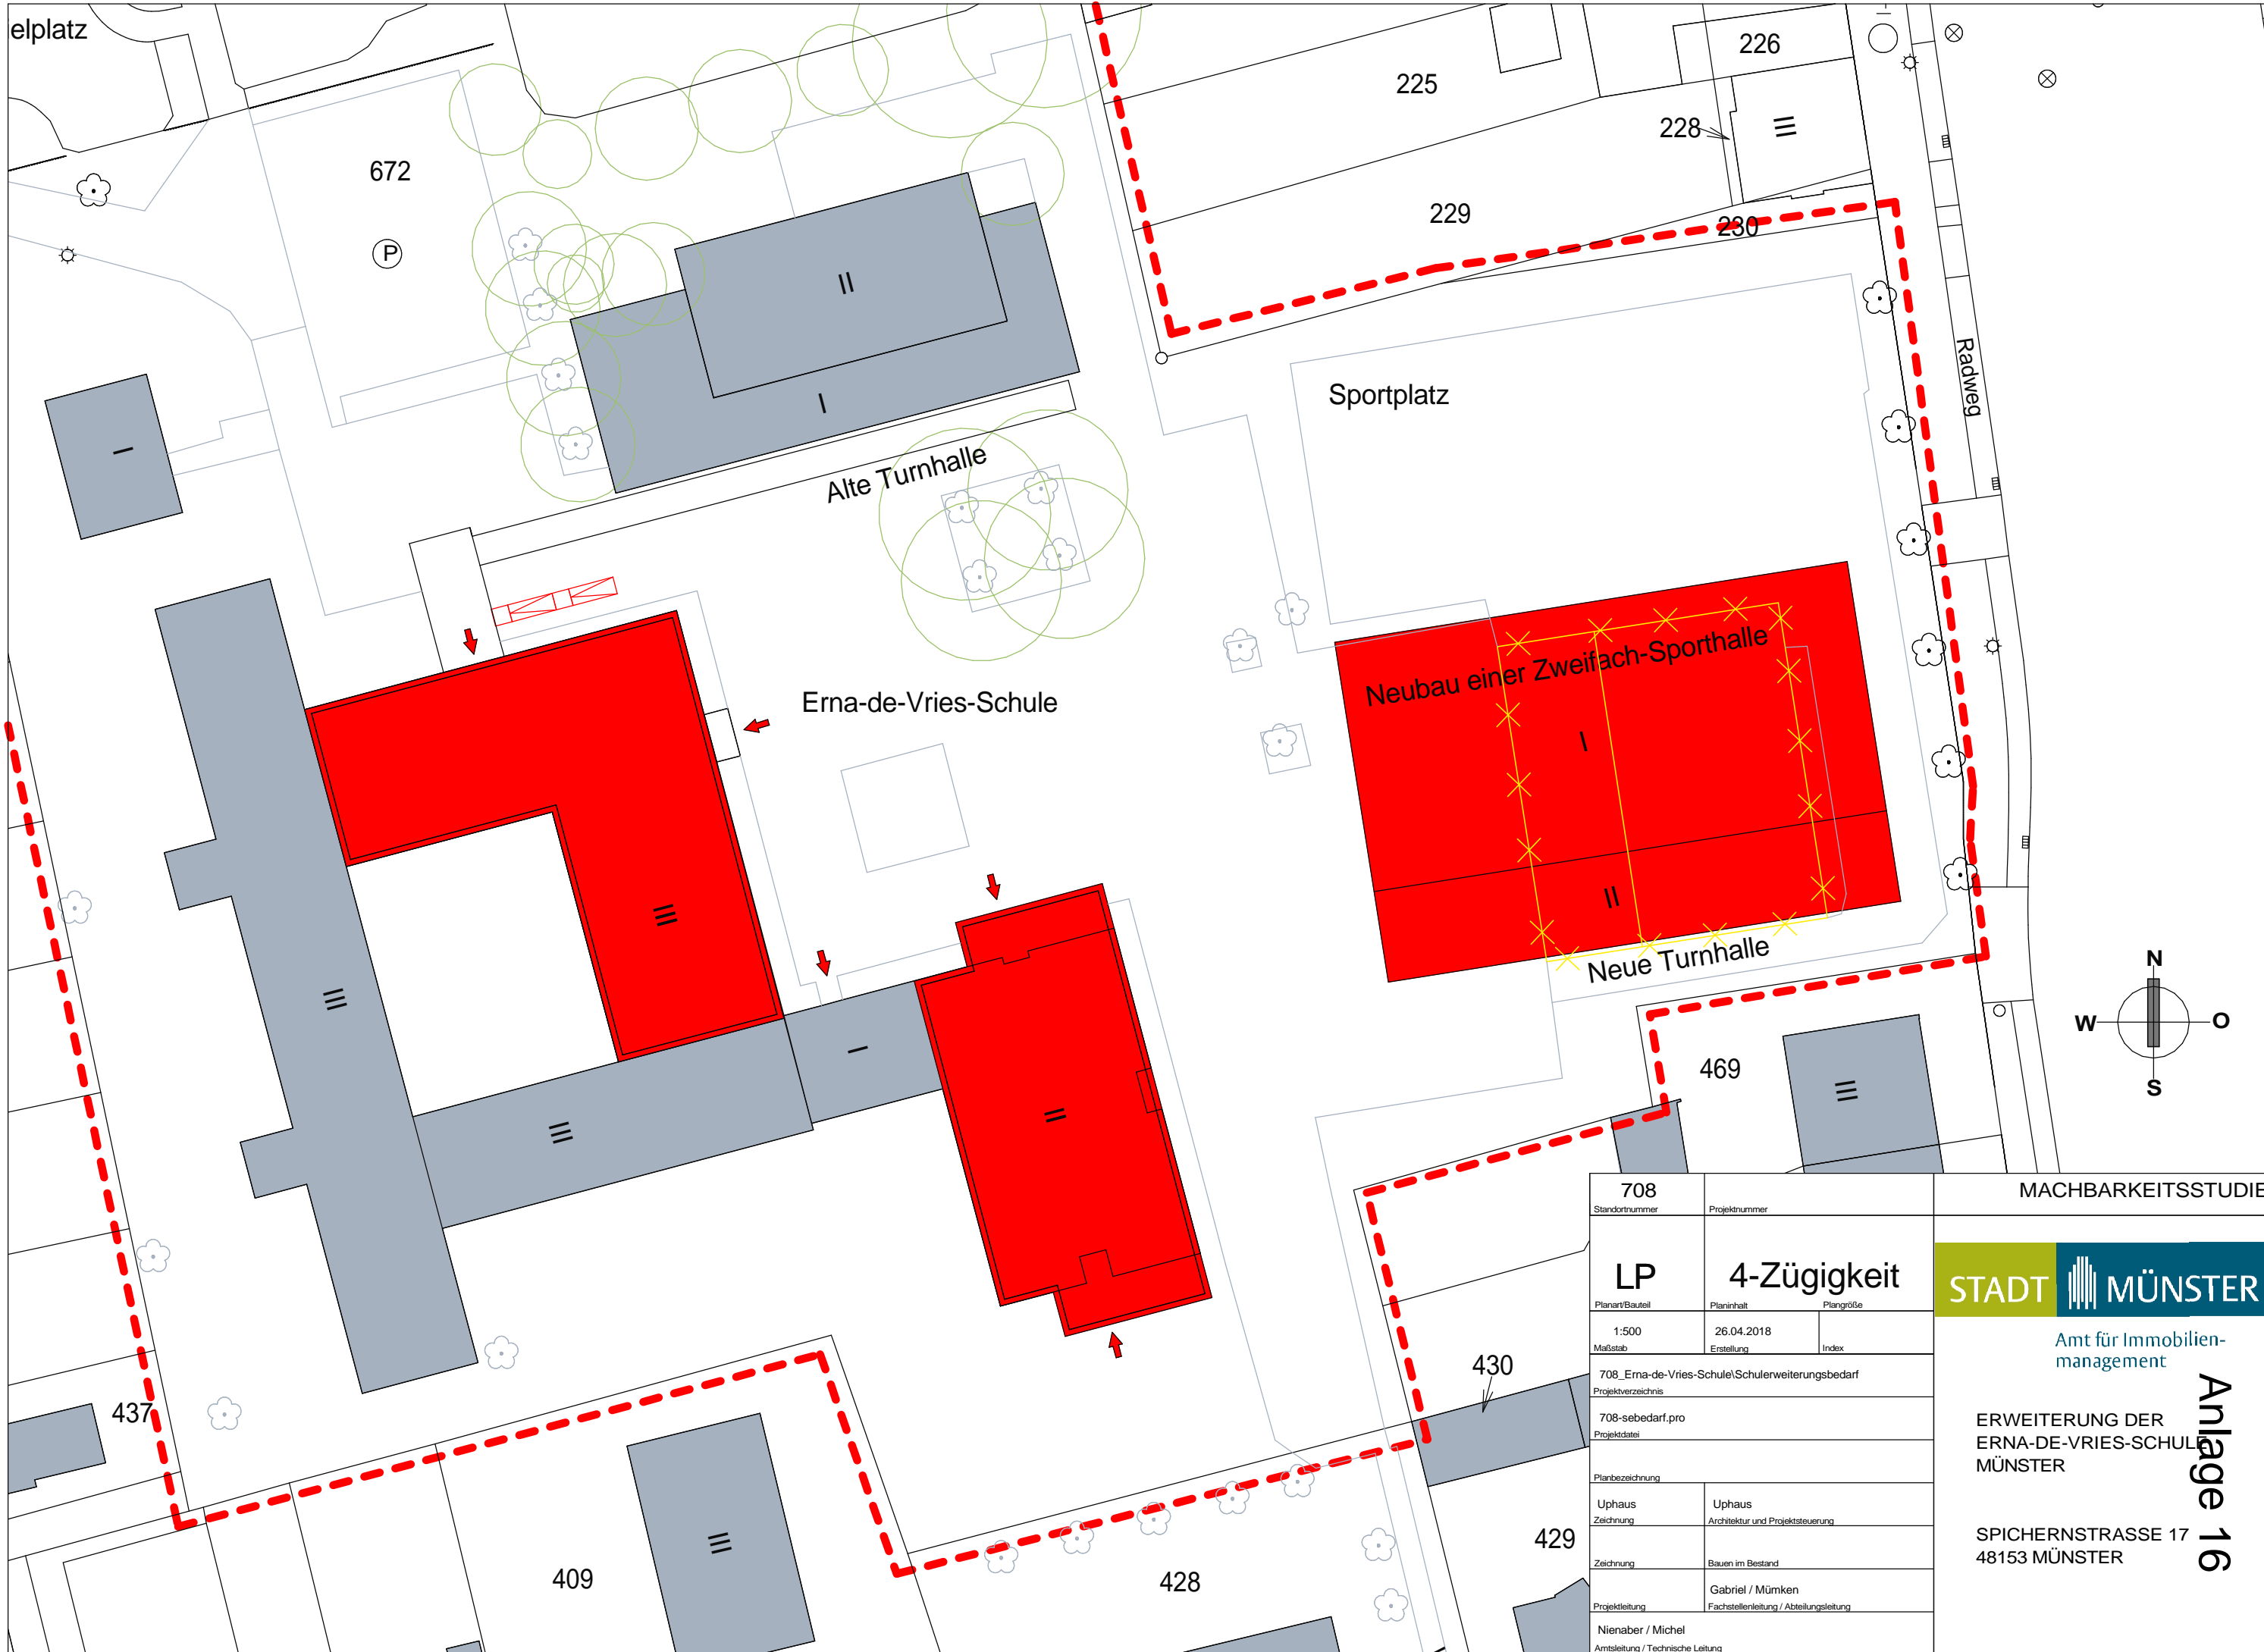 elplatz
226
225
228
III
672
229
230
P
II
Radweg
Sportplatz
I
I
Alte Turnhalle
Neubau einer Zweifach-Sporthalle
Erna-de-Vries-Schule
I
III
II
Neue Turnhalle
N
W
O
S
III
I
469
III
II
III
708
Standortnummer
Projektnummer
MACHBARKEITSSTUDIE
LP
Planart/Bauteil
4-Zügigkeit
Planinhalt
Plangröße
STADT MÜNSTER
1:500
Maßstab
26.04.2018
Erstellung
Index
Amt für Immobilien-
management
430
708_Erna-de-Vries-Schule\Schulerweiterungsbedarf
Projektverzeichnis
437
708-sebedarf.pro
Projektdatei
ERWEITERUNG DER
ERNA-DE-VRIES-SCHULE
MÜNSTER
Anlage 16
Planbezeichnung
Uphaus
Zeichnung
Uphaus
Architektur und Projektsteuerung
III
429
SPICHERNSTRASSE 17
48153 MÜNSTER
Zeichnung
Bauen im Bestand
409
428
Gabriel / Mümken
Projektleitung
Fachstellenleitung / Abteilungsleitung
Nienaber / Michel
Amtsleitung / Technische Leitung